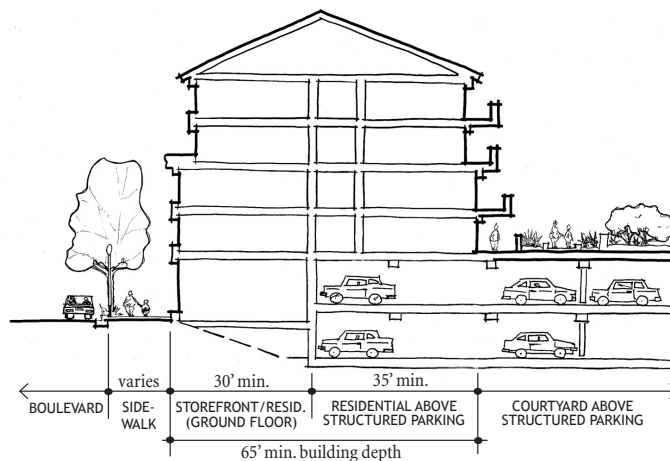 varies
30' min.
35' min.
BOULEVARD
SIDE-
WALK
STOREFRONT/RESID.
(GROUND FLOOR)
RESIDENTIAL ABOVE
STRUCTURED PARKING
COURTYARD ABOVE
STRUCTURED PARKING
65' min. building depth